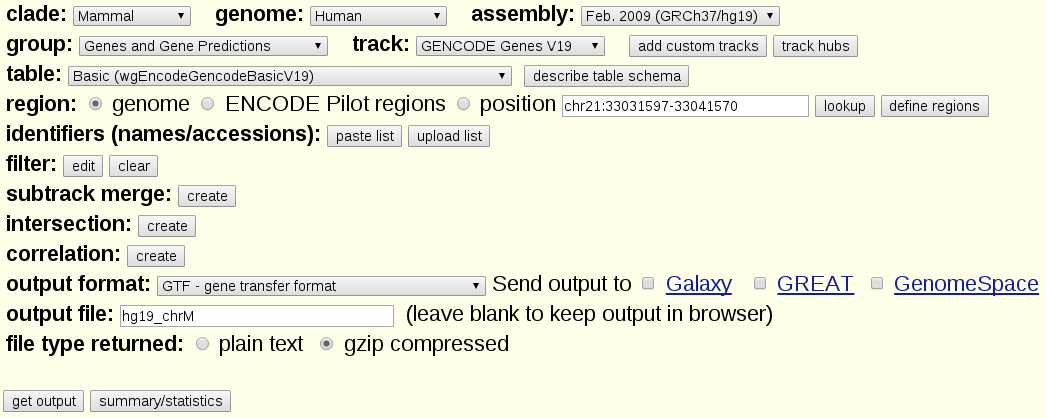 clade: Mammal genome: Human assembly: Feb. 2009 (GRCh37/hg19)
group: Genes and Gene Predictions track: GENCODE Genes V19 add custom tracks track hubs
table: Basic (wgEncodeGencodeBasicV19) describe table schema
region: genome ENCODE Pilot regions position chr21:33031597-33041570 lookup define regions
identifiers (names/accessions): paste list upload list
filter: edit clear
subtrack merge: create
intersection: create
correlation: create
output format: GTF - gene transfer format Send output to Galaxy GREAT GenomeSpace
output file: hg19_chrM (leave blank to keep output in browser)
file type returned: plain text gzip compressed
get output summary/statistics